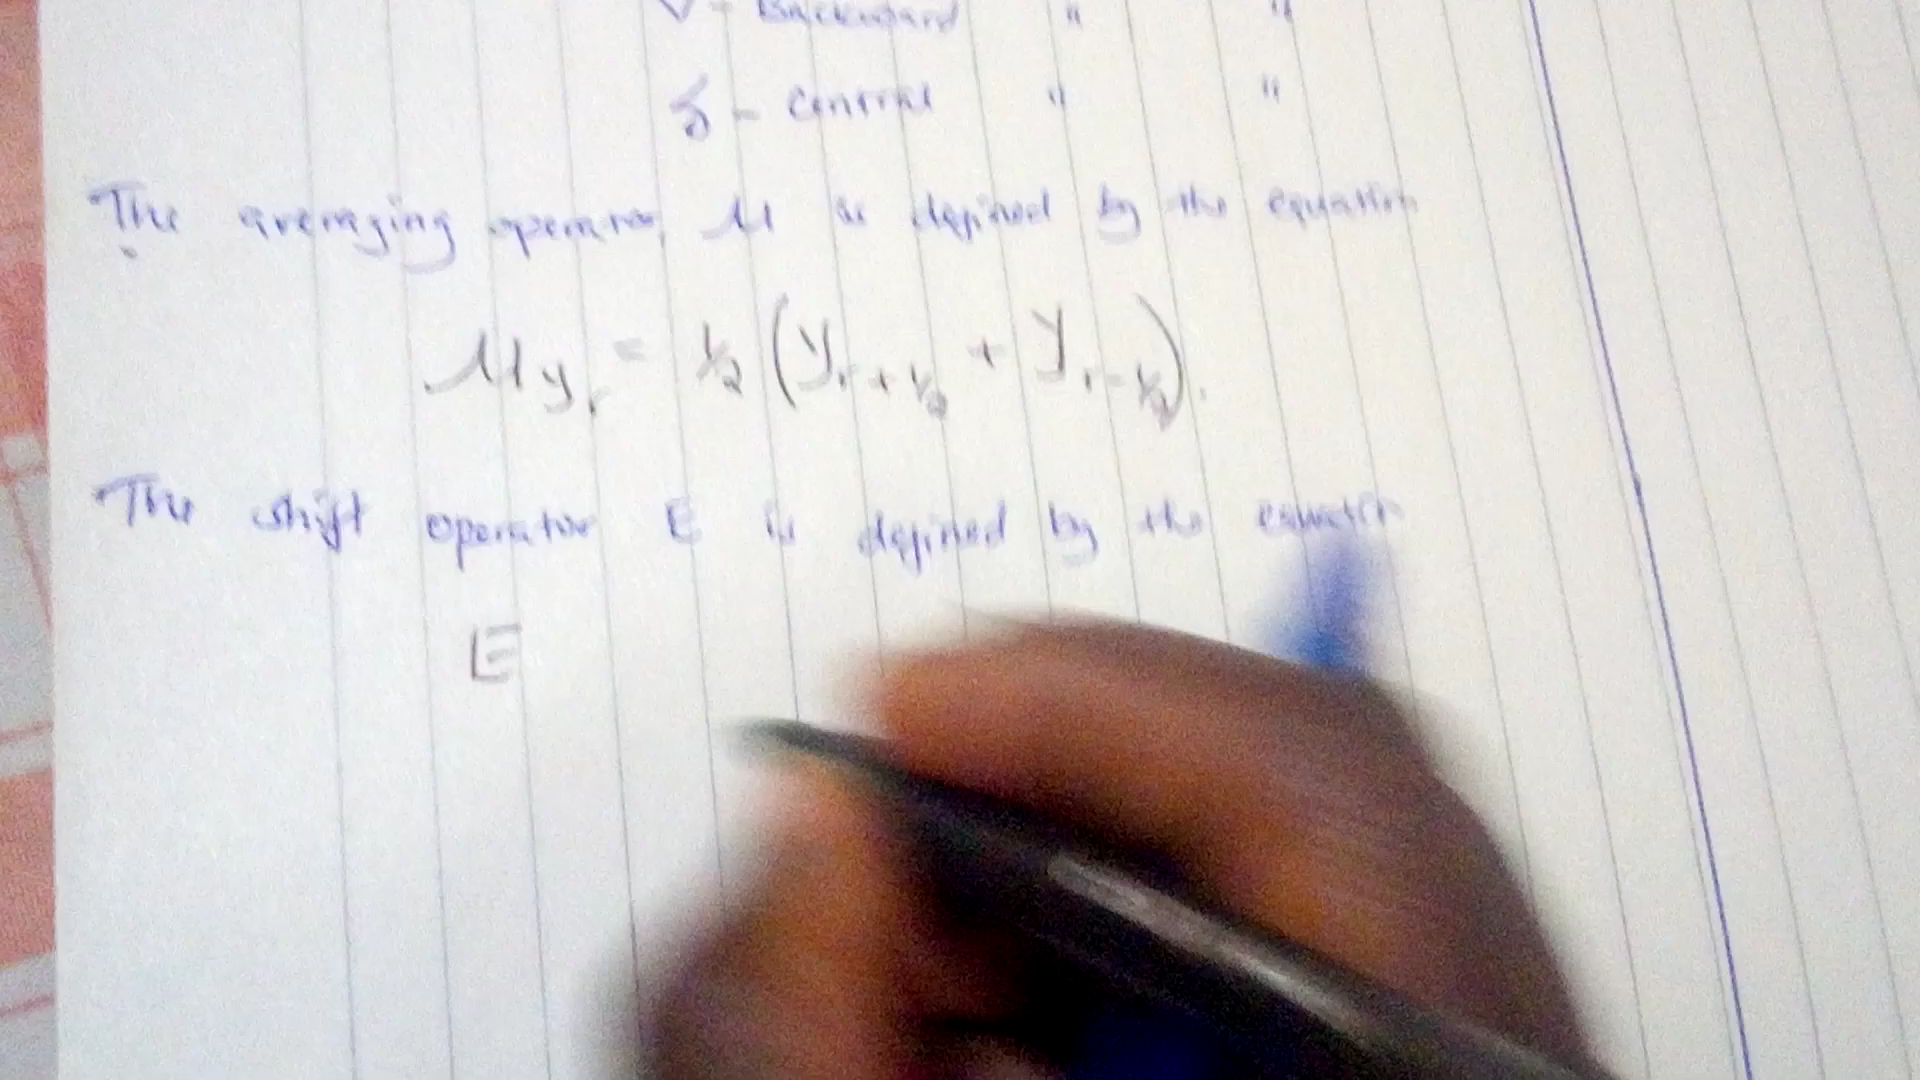 ∇ - Backward " "
δ - Central " "
The averaging operator, μ is defined by the equation
μy_r = 1/2 (y_{r+1/2} + y_{r-1/2}).
The shift operator E is defined by the equation
E